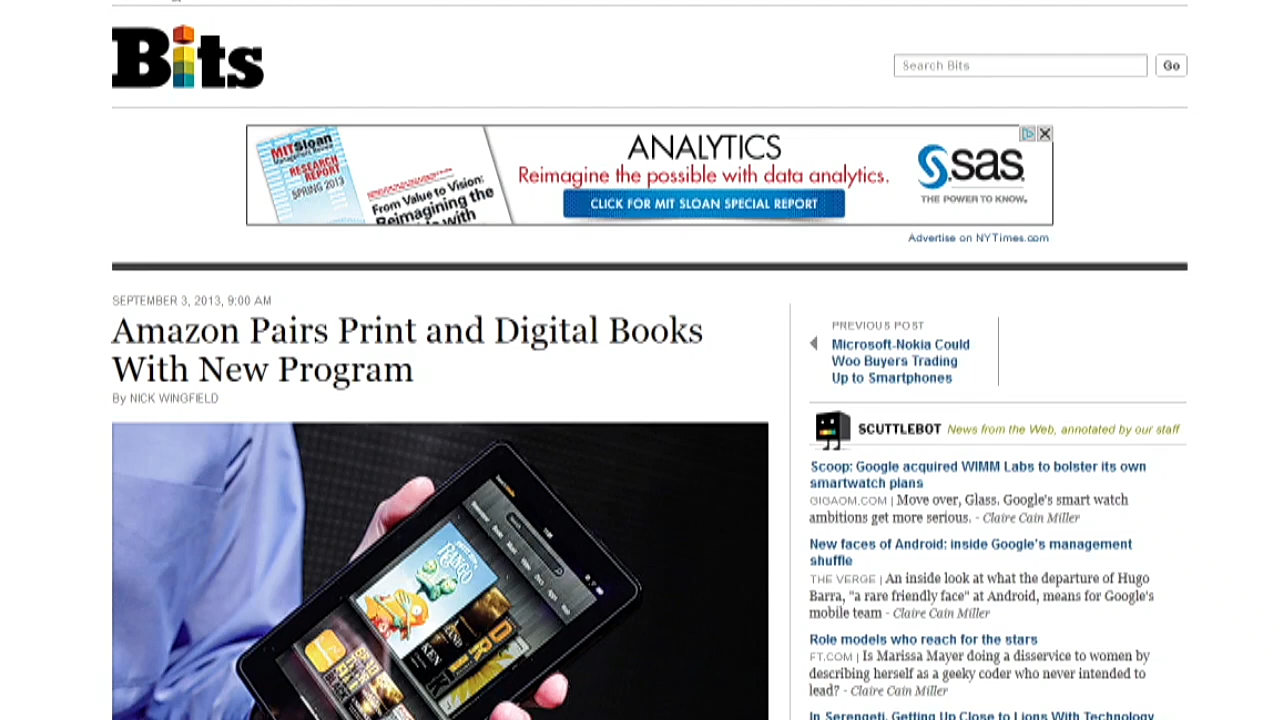 Bits
Search Bits
Go
MITSloan
Management Review
RESEARCH
REPORT
SPRING 2013
From Value to Vision:
Reimagining the
with
ANALYTICS
Reimagine the possible with data analytics.
CLICK FOR MIT SLOAN SPECIAL REPORT
sas
THE POWER TO KNOW.
Advertise on NYTimes.com
SEPTEMBER 3, 2013, 9:00 AM
Amazon Pairs Print and Digital Books
With New Program
By NICK WINGFIELD
PANGO
PREVIOUS POST
Microsoft-Nokia Could
Woo Buyers Trading
Up to Smartphones
SCUTTLEBOT News from the Web, annotated by our staff
Scoop: Google acquired WIMM Labs to bolster its own
smartwatch plans
GIGAOM.COM | Move over, Glass. Google's smart watch
ambitions get more serious. - Claire Cain Miller
New faces of Android: inside Google's management
shuffle
THE VERGE | An inside look at what the departure of Hugo
Barra, "a rare friendly face" at Android, means for Google's
mobile team - Claire Cain Miller
Role models who reach for the stars
FT.COM | Is Marissa Mayer doing a disservice to women by
describing herself as a geeky coder who never intended to
lead? - Claire Cain Miller
In Serengeti, Getting Up Close to Lions With Technology